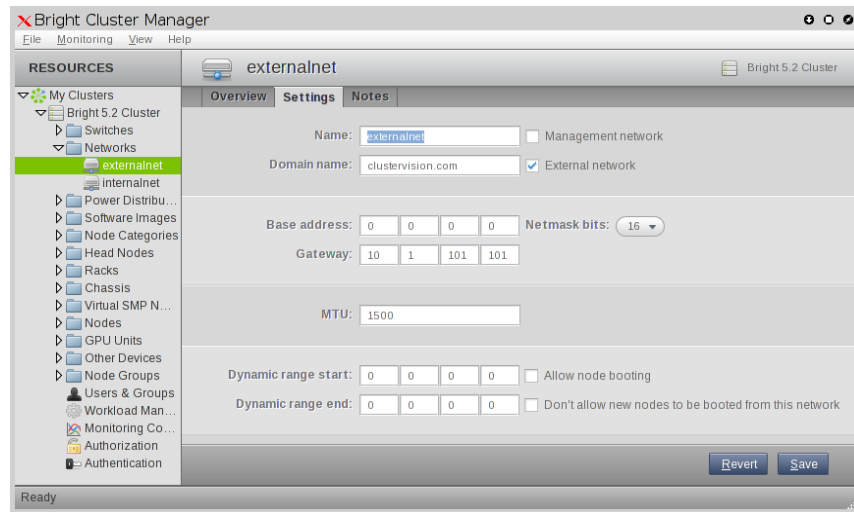 Bright Cluster Manager
File Monitoring View Help
RESOURCES
My Clusters
Bright 5.2 Cluster
Switches
Networks
externalnet
internalnet
Power Distribu...
Software Images
Node Categories
Head Nodes
Racks
Chassis
Virtual SMP N...
Nodes
GPU Units
Other Devices
Node Groups
Users & Groups
Workload Man...
Monitoring Co...
Authorization
Authentication
externalnet Bright 5.2 Cluster
Overview Settings Notes
Name: externalnet Management network
Domain name: clustervision.com External network
Base address: 0 0 0 0 Netmask bits: 16
Gateway: 10 1 101 101
MTU: 1500
Dynamic range start: 0 0 0 0 Allow node booting
Dynamic range end: 0 0 0 0 Don't allow new nodes to be booted from this network
Revert Save
Ready